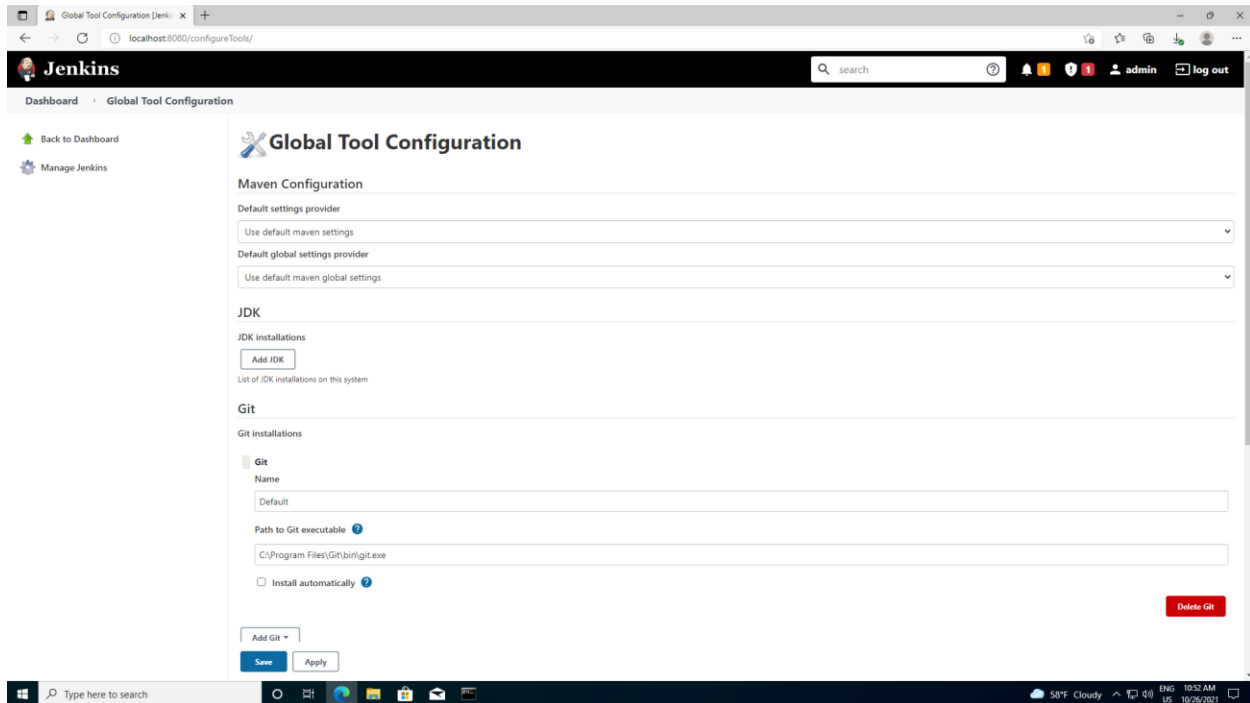 Global Tool Configuration [Jenki
localhost:8080/configureTools/
Jenkins
search
1
1
admin
log out
Dashboard
Global Tool Configuration
Back to Dashboard
Manage Jenkins
Global Tool Configuration
Maven Configuration
Default settings provider
Use default maven settings
Default global settings provider
Use default maven global settings
JDK
JDK installations
Add JDK
List of JDK installations on this system
Git
Git installations
Git
Name
Default
Path to Git executable
C:\Program Files\Git\bin\git.exe
Install automatically
Delete Git
Add Git
Save
Apply
Type here to search
58°F Cloudy
ENG
US
10:52 AM
10/26/2021